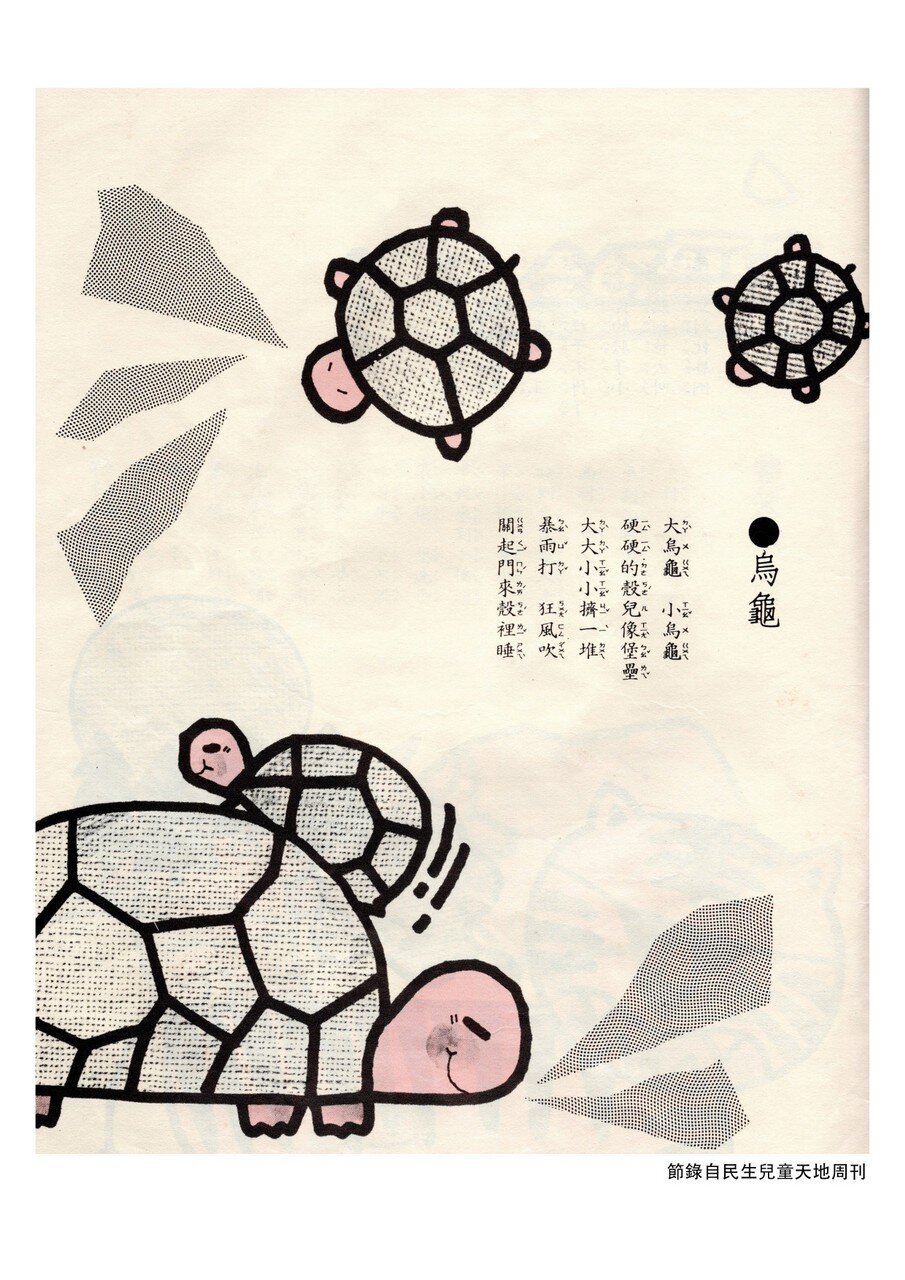 ●烏龜
大烏龜　小烏龜
硬硬的殼兒像堡壘
大大小小擠一堆
暴雨打　狂風吹
關起門來殼裡睡
節錄自民生兒童天地周刊